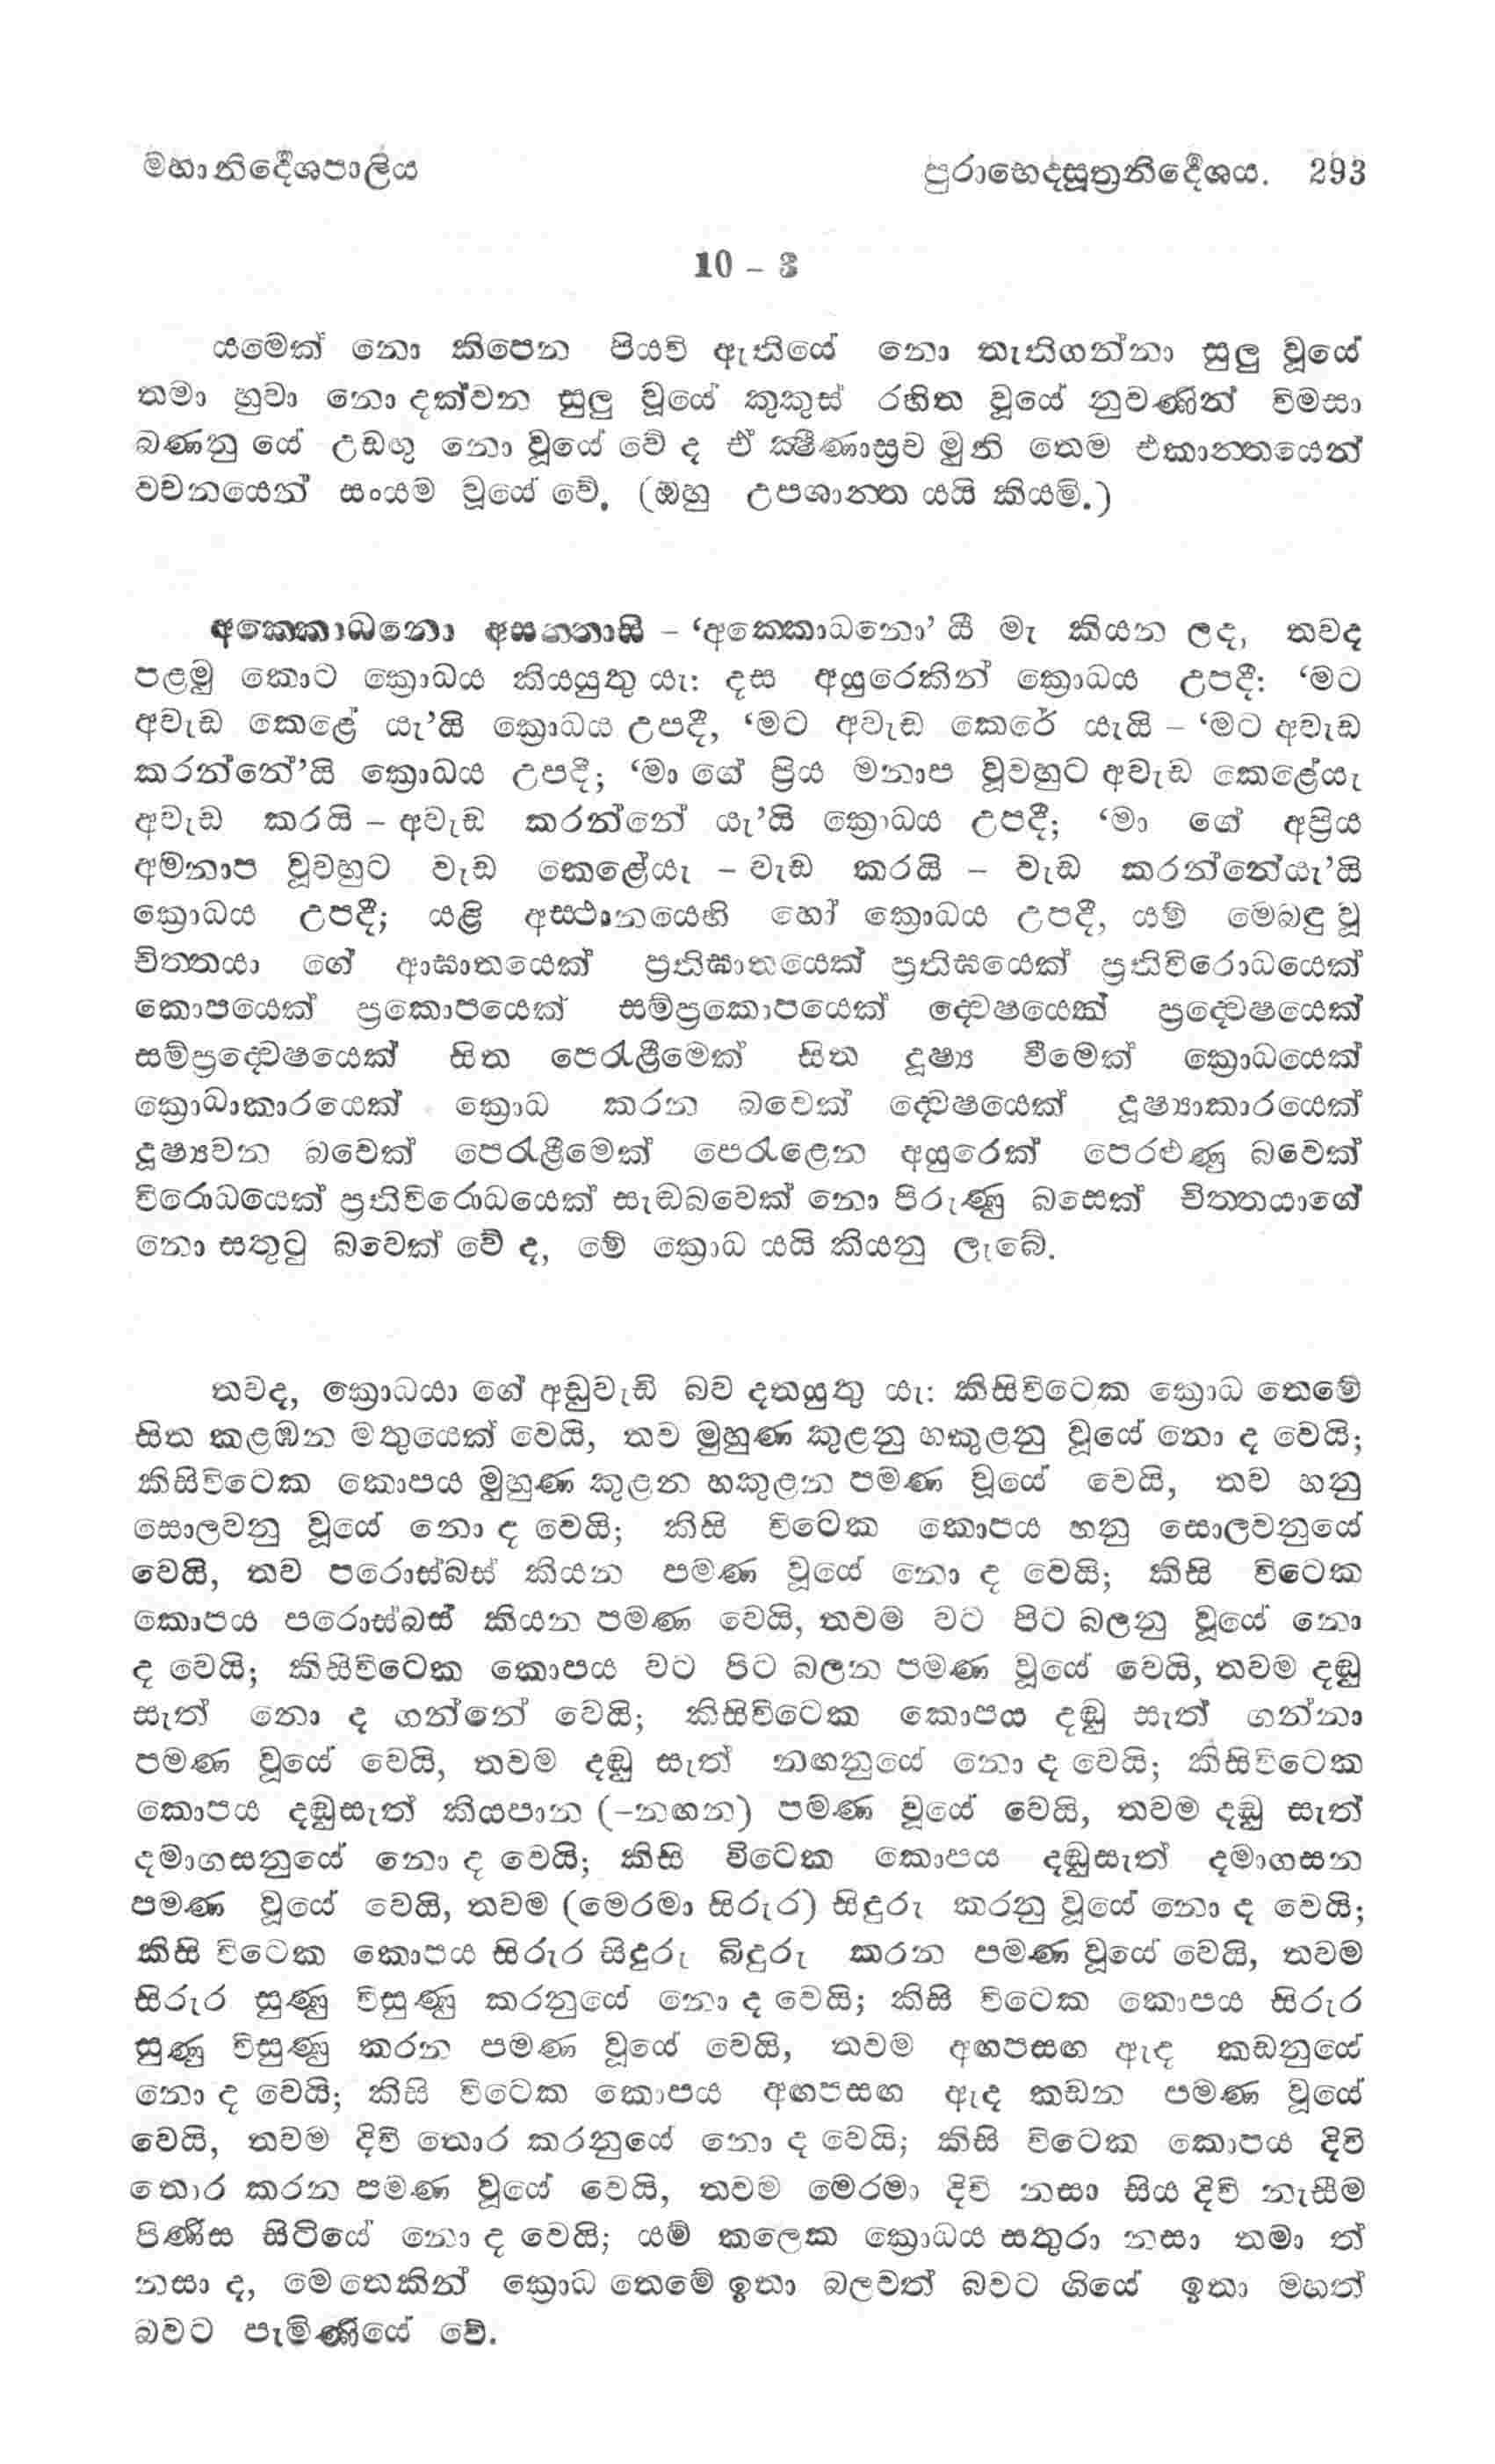 මහානිර්‍දේශපාලිය පුරාභෙදසූත්‍රනිර්‍දේශය. 293
10 – 3
යමෙක් නො කිපෙන පියවි ඇතියේ නො තැතිගන්නා සුලු වූයේ
තමා හුවා නො දක්වන සුලු වූයේ කුකුස් රහිත වූයේ නුවණින් විමසා
බණනු යේ උඩඟු නො වූයේ වේ ද ඒ ක්‍ෂීණාස්‍රව මුනි තෙම එකාන්‍තයෙන්
වචනයෙන් සංයම වූයේ වේ. (ඔහු උපශාන්‍ත යයි කියමි.)
අක්‍කොධනො අසන්‍තාසි – ‘අක්‍කොධනො’ යී මැ කියන ලද, තවද
පළමු කොට ක්‍රොධය කියයුතු යැ: දස අයුරෙකින් ක්‍රොධය උපදී: ‘මට
අවැඩ කෙළේ යැ’යි ක්‍රොධය උපදී, ‘මට අවැඩ කෙරේ යැයි – ‘මට අවැඩ
කරන්නේ’යි ක්‍රොධය උපදී; ‘මා ගේ ප්‍රිය මනාප වූවහුට අවැඩ කෙළේයැ
අවැඩ කරයි – අවැඩ කරන්නේ යැ’යි ක්‍රොධය උපදී; ‘මා ගේ අප්‍රිය
අමනාප වූවහුට වැඩ කෙළේයැ – වැඩ කරයි – වැඩ කරන්නේයැ’යි
ක්‍රොධය උපදී; යළි අස්‍ථානයෙහි හෝ ක්‍රොධය උපදී, යම් මෙබඳු වූ
චිත්‍තයා ගේ ආඝාතයෙක් ප්‍රතිඝාතයෙක් ප්‍රතිඝයෙක් ප්‍රතිවිරොධයෙක්
කොපයෙක් ප්‍රකොපයෙක් සම්ප්‍රකොපයෙක් ද්‍වෙෂයෙක් ප්‍රද්‍වෙෂයෙක්
සම්ප්‍රද්‍වෙෂයෙක් සිත පෙරැළීමෙක් සිත දූෂ්‍ය වීමෙක් ක්‍රොධයෙක්
ක්‍රොධාකාරයෙක් ක්‍රොධ කරන බවෙක් ද්‍වෙෂයෙක් දූෂ්‍යාකාරයෙක්
දූෂ්‍යවන බවෙක් පෙරැළීමෙක් පෙරැළෙන අයුරෙක් පෙරළුණු බවෙක්
විරොධයෙක් ප්‍රතිවිරොධයෙක් සැඬබවෙක් නො පිරුණු බසෙක් චිත්‍තයාගේ
නො සතුටු බවෙක් වේ ද, මේ ක්‍රොධ යයි කියනු ලැබේ.
තවද, ක්‍රොධයා ගේ අඩුවැඩි බව දතයුතු යැ: කිසිවිටෙක ක්‍රොධ තෙමේ
සිත කළඹන මතුයෙක් වෙයි, තව මුහුණ කුළනු හකුළනු වූයේ නො ද වෙයි;
කිසිවිටෙක කොපය මුහුණ කුළන හකුළන පමණ වූයේ වෙයි, තව හනු
සොලවනු වූයේ නො ද වෙයි; කිසි විටෙක කොපය හනු සොලවනුයේ
වෙයි, තව පරොස්බස් කියන පමණ වූයේ නො ද වෙයි; කිසි විටෙක
කොපය පරොස්බස් කියන පමණ වෙයි, තවම වට පිට බලනු වූයේ නො
ද වෙයි; කිසිවිටෙක කොපය වට පිට බලන පමණ වූයේ වෙයි, තවම දඬු
සැත් නො ද ගන්නේ වෙයි; කිසිවිටෙක කොපය දඬු සැත් ගන්නා
පමණ වූයේ වෙයි, තවම දඬු සැත් නඟනුයේ නො ද වෙයි; කිසිවිටෙක
කොපය දඬුසැත් කියපාන (–නඟන) පමණ වූයේ වෙයි, තවම දඬු සැත්
දමාගසනුයේ නො ද වෙයි; කිසි විටෙක කොපය දඬුසැත් දමාගසන
පමණ වූයේ වෙයි, තවම (මෙරමා සිරුර) සිදුරු කරනු වූයේ නො ද වෙයි;
කිසි විටෙක කොපය සිරුර සිදුරු බිදුරු කරන පමණ වූයේ වෙයි, තවම
සිරුර සුණු විසුණු කරනුයේ නො ද වෙයි; කිසි විටෙක කොපය සිරුර
සුණු විසුණු කරන පමණ වූයේ වෙයි, තවම අඟපසඟ ඇද කඩනුයේ
නො ද වෙයි; කිසි විටෙක කොපය අඟපසඟ ඇද කඩන පමණ වූයේ
වෙයි, තවම දිවි තොර කරනුයේ නො ද වෙයි; කිසි විටෙක කොපය දිවි
තොර කරන පමණ වූයේ වෙයි, තවම මෙරමා දිවි නසා සිය දිවි නැසීම
පිණිස සිටියේ නො ද වෙයි; යම් කලෙක ක්‍රොධය සතුරා නසා තමා ත්
නසා ද, මෙතෙකින් ක්‍රොධ තෙමේ ඉතා බලවත් බවට ගියේ ඉතා මහත්
බවට පැමිණියේ වේ.